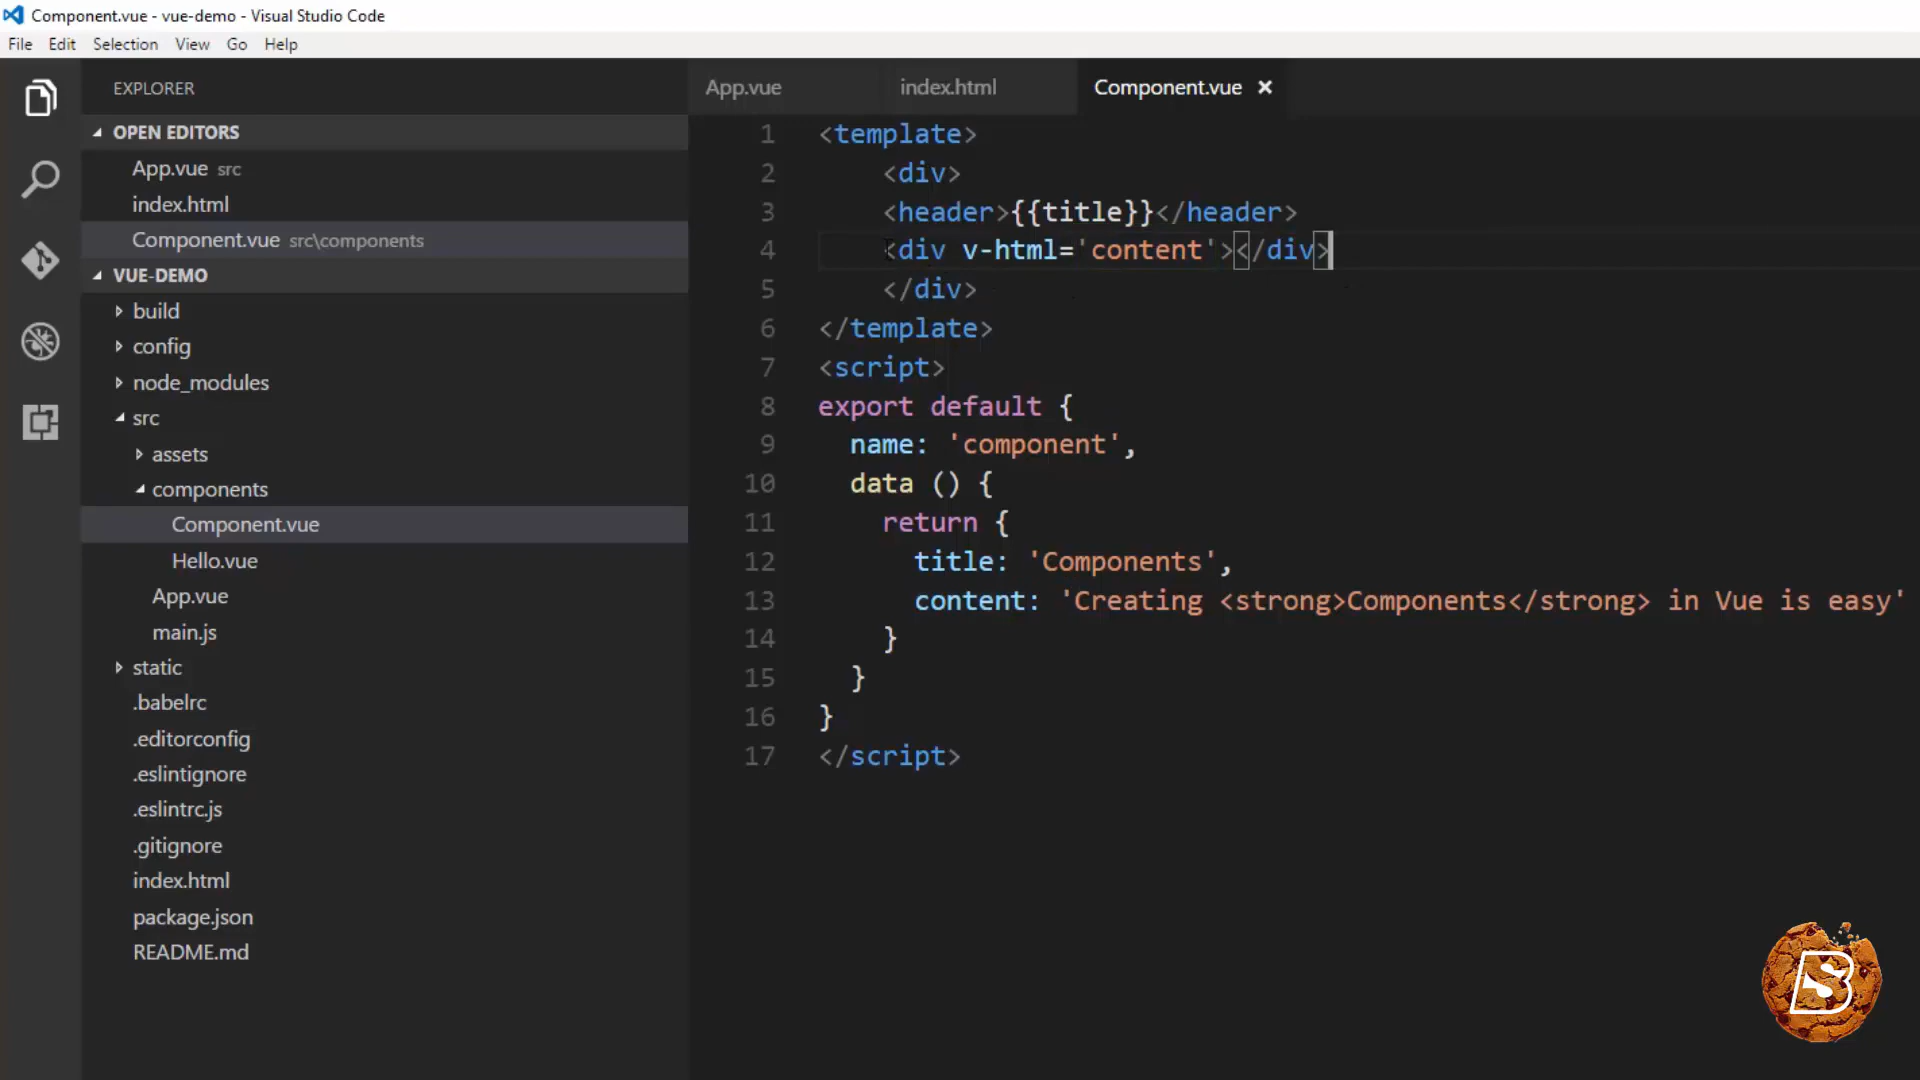 Component.vue - vue-demo - Visual Studio Code
File Edit Selection View Go Help
EXPLORER
OPEN EDITORS
App.vue src
index.html
Component.vue src\components
VUE-DEMO
build
config
node_modules
src
assets
components
Component.vue
Hello.vue
App.vue
main.js
static
.babelrc
.editorconfig
.eslintignore
.eslintrc.js
.gitignore
index.html
package.json
README.md
App.vue index.html Component.vue ×
1 <template>
2     <div>
3     <header>{{title}}</header>
4     <div v-html='content'></div>
5     </div>
6 </template>
7 <script>
8 export default {
9   name: 'component',
10   data () {
11     return {
12       title: 'Components',
13       content: 'Creating <strong>Components</strong> in Vue is easy'
14     }
15   }
16 }
17 </script>
B